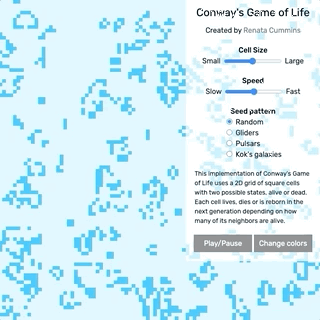 Conway's Game of Life
Created by Renata Cummins
Cell Size
Small Large
Speed
Slow Fast
Seed pattern
Random
Gliders
Pulsars
Kok's galaxies
This Implementation of Conway's Game
of Life uses a 2D grid of square cells
with two possible states, alive or dead.
Each cell lives, dies or is reborn in the
next generation depending on how
many of its neighbors are alive.
Play/Pause Change colors